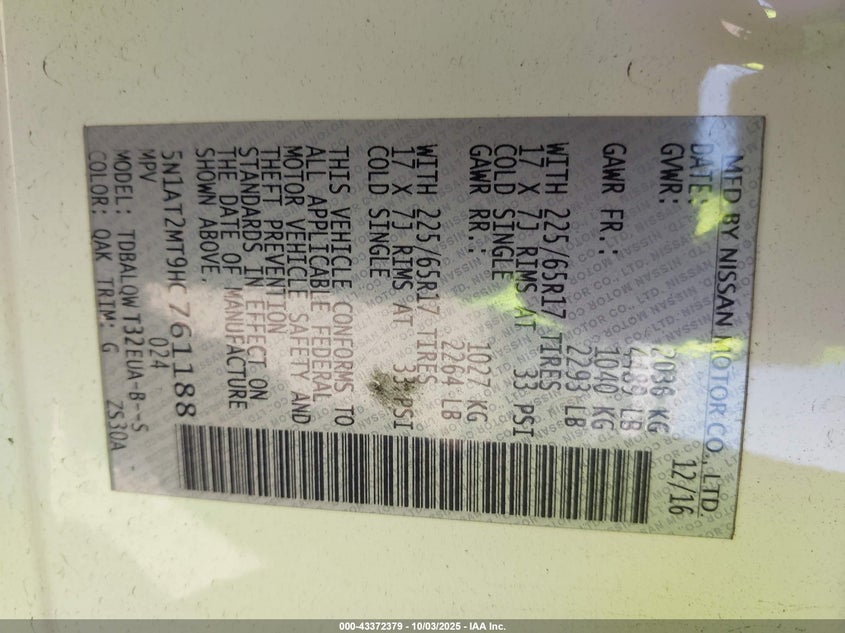 MFD BY NISSAN MOTOR CO., LTD.
DATE: 12/16
GVWR: 2036 KG
4489 LB
GAWR FR.: 1040 KG
2293 LB
WITH 225/65R17 TIRES
17 X 7J RIMS AT 33 PSI
COLD SINGLE
GAWR RR.: 1027 KG
2264 LB
WITH 225/65R17 TIRES
17 X 7J RIMS AT 33 PSI
COLD SINGLE
THIS VEHICLE CONFORMS TO
ALL APPLICABLE FEDERAL
MOTOR VEHICLE SAFETY AND
THEFT PREVENTION
STANDARDS IN EFFECT ON
THE DATE OF MANUFACTURE
SHOWN ABOVE.
5N1AT2MT9HC761188
MPV 024
MODEL: TDBALQWT32EUA-B--S
COLOR: QAK TRIM: G ZS30A
000-43372379 - 10/03/2025 - IAA Inc.